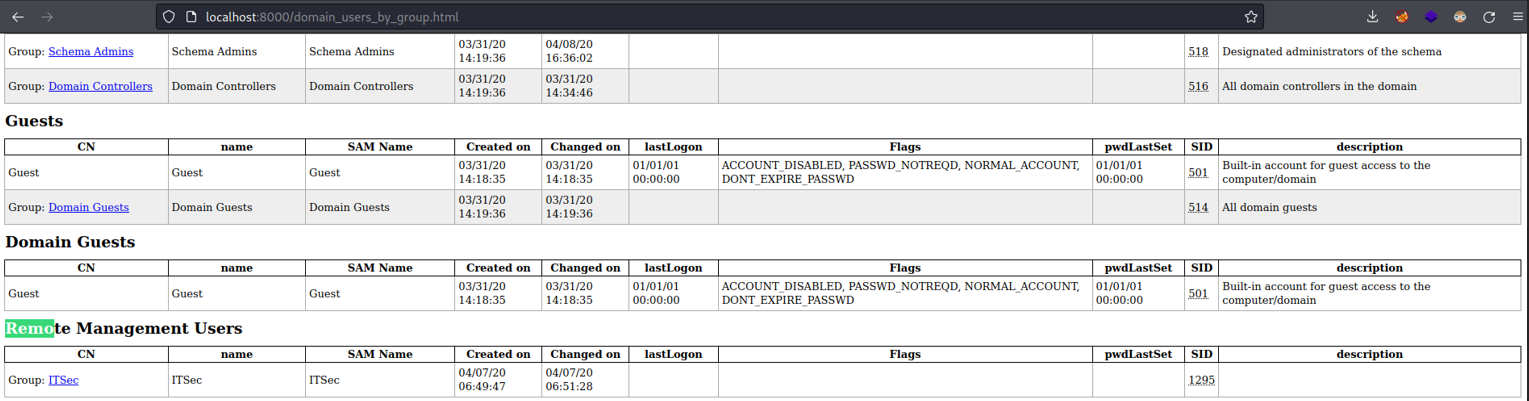 localhost:8000/domain_users_by_group.html
Group: Schema Admins Schema Admins Schema Admins 03/31/20 14:19:36 04/08/20 16:36:02 518 Designated administrators of the schema
Group: Domain Controllers Domain Controllers Domain Controllers 03/31/20 14:19:36 03/31/20 14:34:46 516 All domain controllers in the domain
Guests
CN name SAM Name Created on Changed on lastLogon Flags pwdLastSet SID description
Guest Guest Guest 03/31/20 14:18:35 03/31/20 14:18:35 01/01/01 00:00:00 ACCOUNT_DISABLED, PASSWD_NOTREQD, NORMAL_ACCOUNT, DONT_EXPIRE_PASSWD 01/01/01 00:00:00 501 Built-in account for guest access to the computer/domain
Group: Domain Guests Domain Guests Domain Guests 03/31/20 14:19:36 03/31/20 14:19:36 514 All domain guests
Domain Guests
CN name SAM Name Created on Changed on lastLogon Flags pwdLastSet SID description
Guest Guest Guest 03/31/20 14:18:35 03/31/20 14:18:35 01/01/01 00:00:00 ACCOUNT_DISABLED, PASSWD_NOTREQD, NORMAL_ACCOUNT, DONT_EXPIRE_PASSWD 01/01/01 00:00:00 501 Built-in account for guest access to the computer/domain
Remote Management Users
CN name SAM Name Created on Changed on lastLogon Flags pwdLastSet SID description
Group: ITSec ITSec ITSec 04/07/20 06:49:47 04/07/20 06:51:28 1295